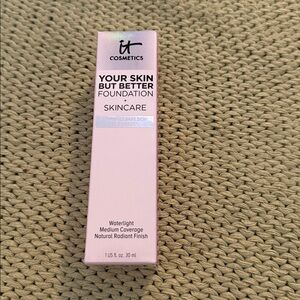 it
COSMETICS
YOUR SKIN
BUT BETTER
FOUNDATION
+
SKINCARE
Waterlight
Medium Coverage
Natural Radiant Finish
1 US fl. oz. 30 ml